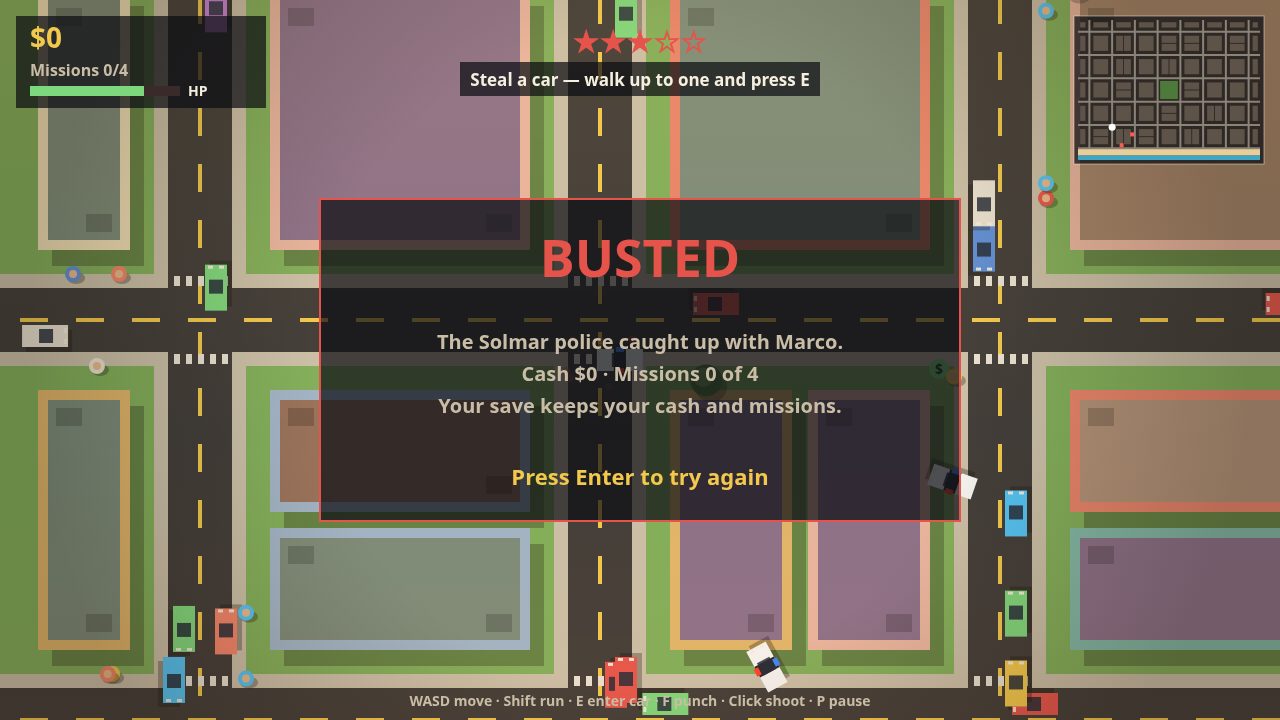 $0
Missions 0/4
HP
★★★☆☆
Steal a car — walk up to one and press E
BUSTED
The Solmar police caught up with Marco.
Cash $0 · Missions 0 of 4
Your save keeps your cash and missions.
Press Enter to try again
$
WASD move · Shift run · E enter car · F punch · Click shoot · P pause